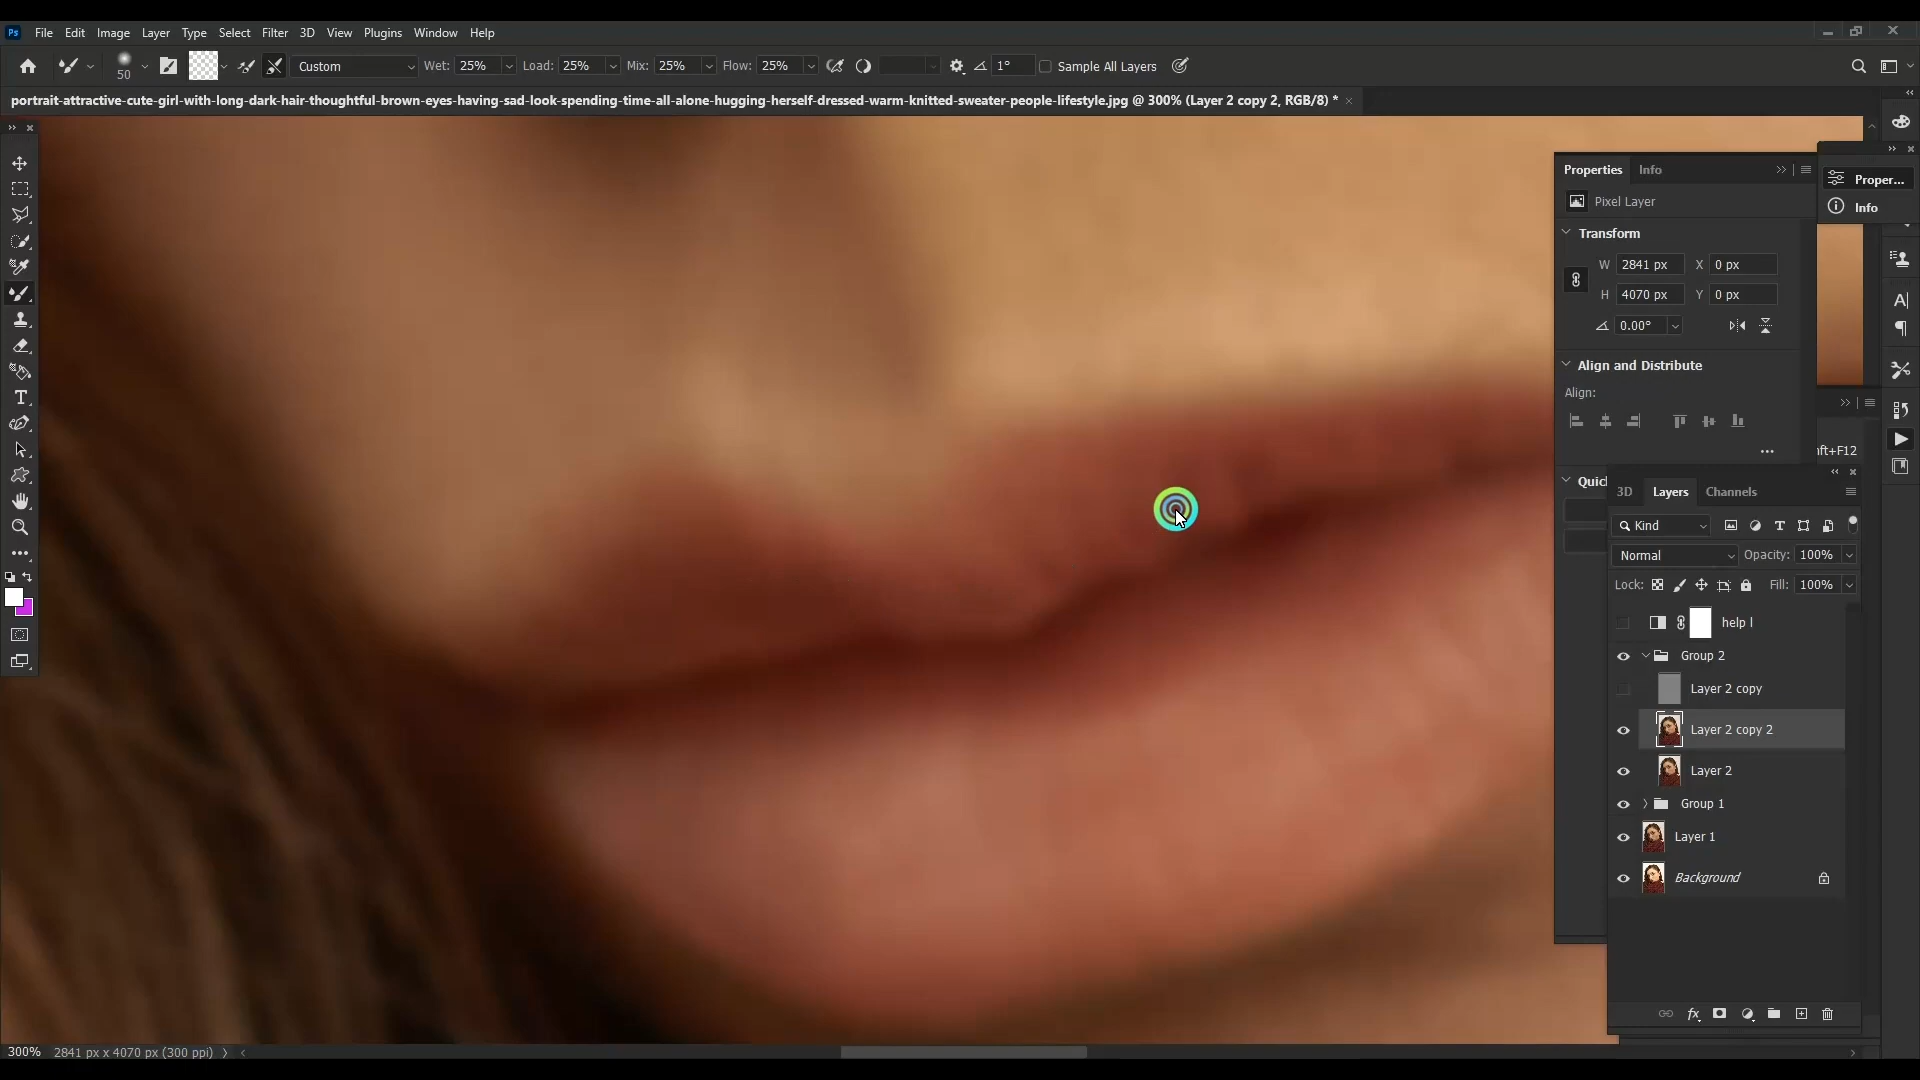 Ps File Edit Image Layer Type Select Filter 3D View Plugins Window Help
50 Custom Wet: 25% Load: 25% Mix: 25% Flow: 25% 1° Sample All Layers
portrait-attractive-cute-girl-with-long-dark-hair-thoughtful-brown-eyes-having-sad-look-spending-time-all-alone-hugging-herself-dressed-warm-knitted-sweater-people-lifestyle.jpg @ 300% (Layer 2 copy 2, RGB/8) *
Properties Info
Proper...
Pixel Layer
Info
Transform
W 2841 px X 0 px
H 4070 px Y 0 px
0.00°
Align and Distribute
Align:
nft+F12
Quic
3D Layers Channels
Kind
Normal Opacity: 100%
Lock: Fill: 100%
help l
Group 2
Layer 2 copy
Layer 2 copy 2
Layer 2
Group 1
Layer 1
Background
300% 2841 px x 4070 px (300 ppi)